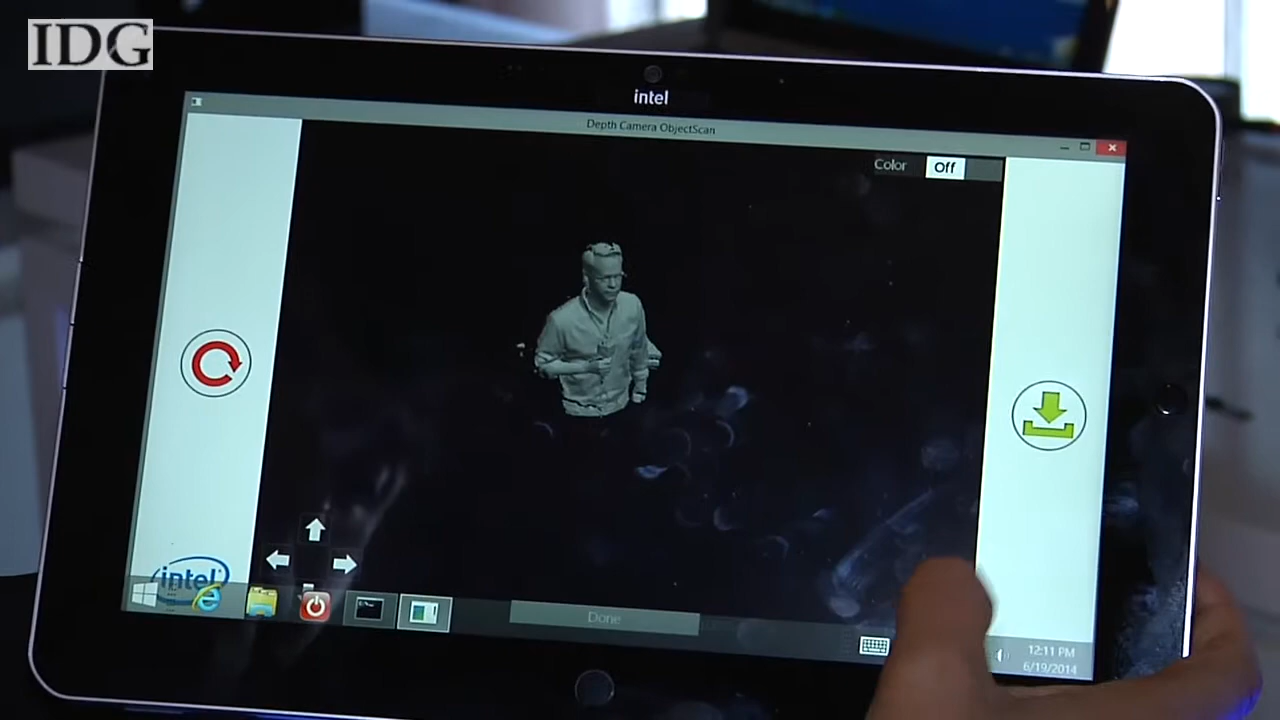 IDG
intel
Depth Camera ObjectScan
Color Off
intel
Done
12:11 PM
6/19/2014